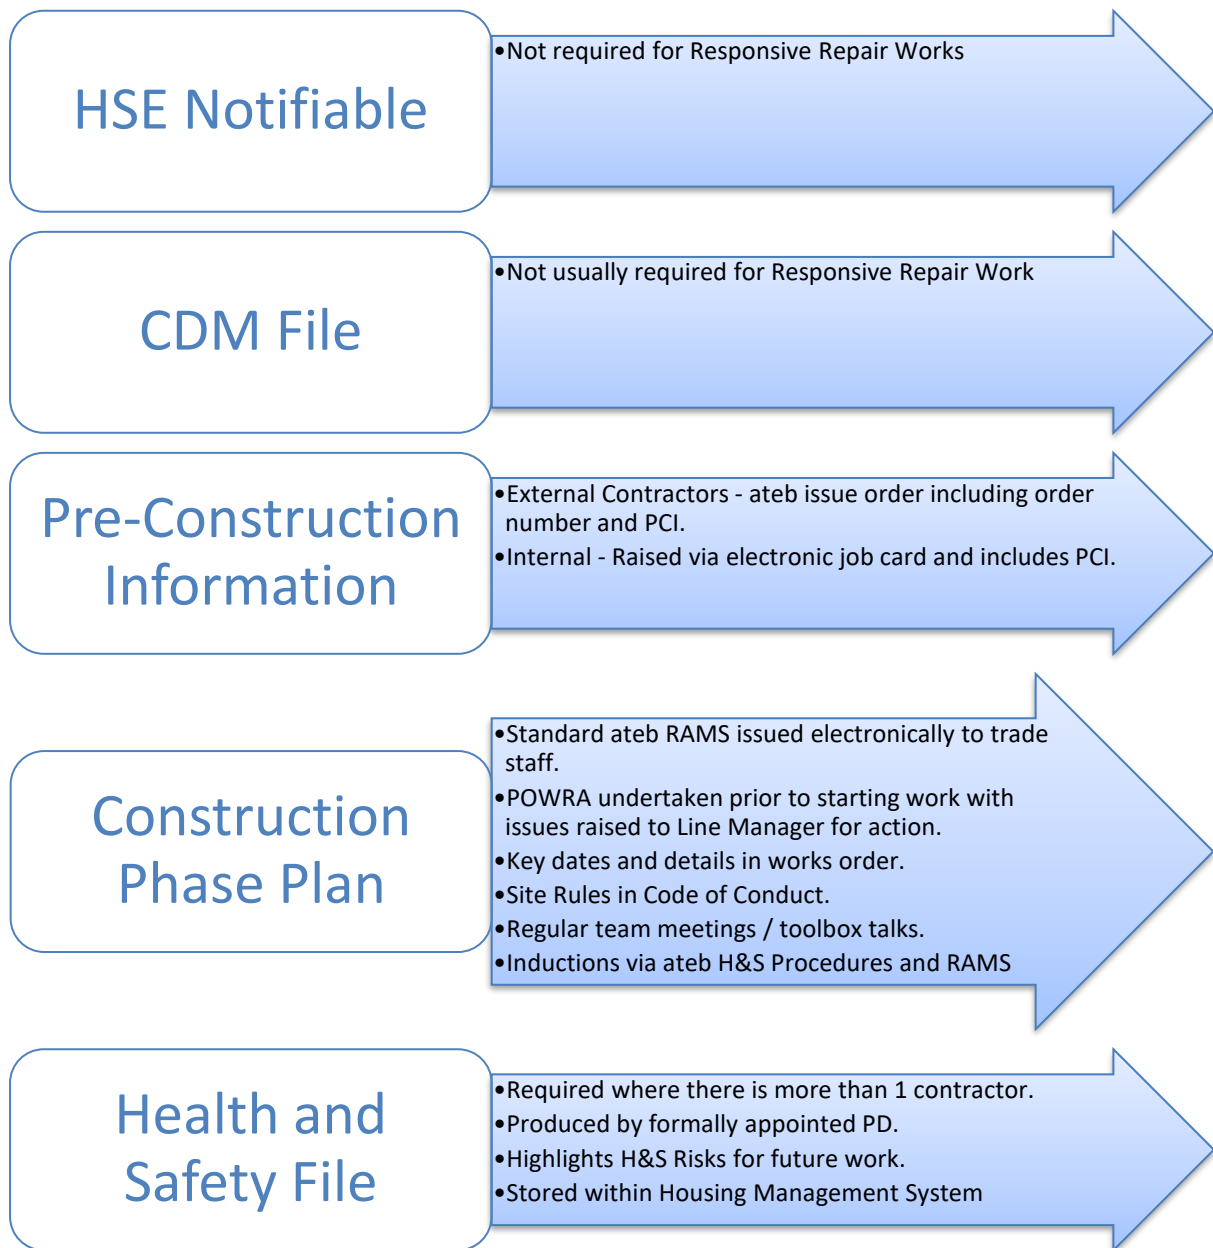 HSE Notifiable
•Not required for Responsive Repair Works
CDM File
•Not usually required for Responsive Repair Work
Pre-Construction
Information
•External Contractors - ateb issue order including order
number and PCI.
•Internal - Raised via electronic job card and includes PCI.
Construction
Phase Plan
•Standard ateb RAMS issued electronically to trade
staff.
•POWRA undertaken prior to starting work with
issues raised to Line Manager for action.
•Key dates and details in works order.
•Site Rules in Code of Conduct.
•Regular team meetings / toolbox talks.
•Inductions via ateb H&S Procedures and RAMS
Health and
Safety File
•Required where there is more than 1 contractor.
•Produced by formally appointed PD.
•Highlights H&S Risks for future work.
•Stored within Housing Management System